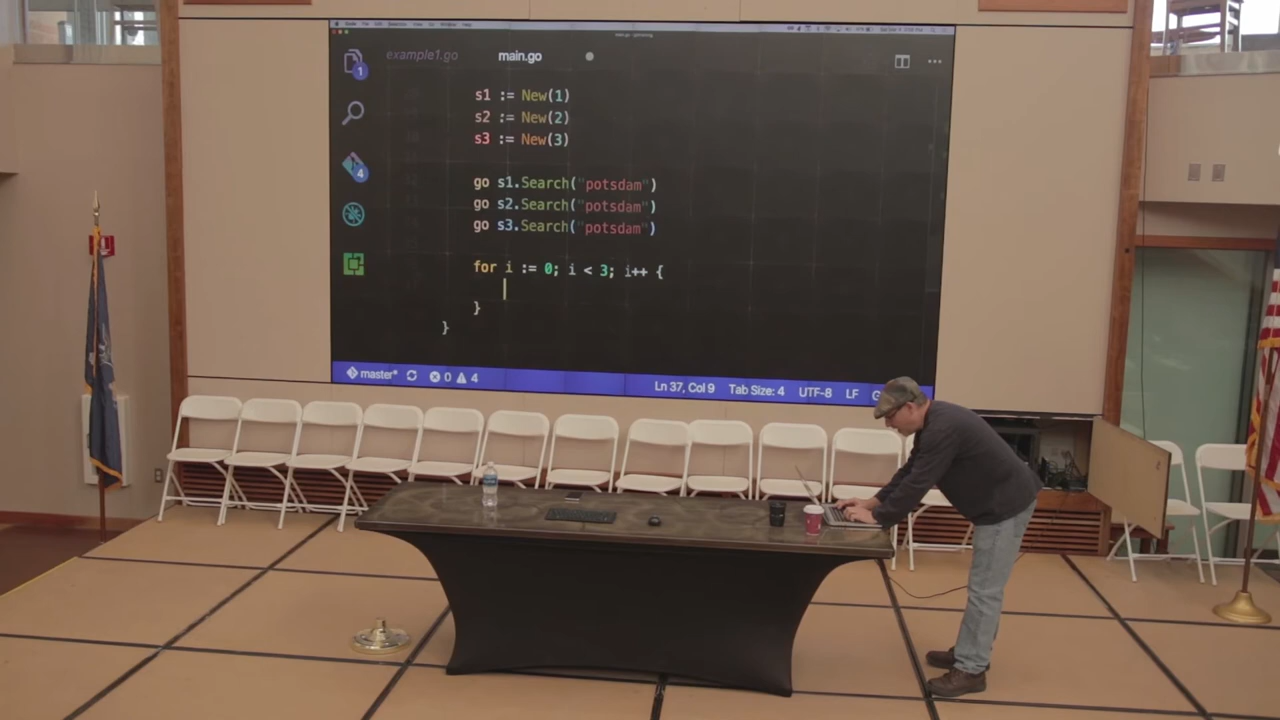 example1.go main.go
1
s1 := New(1)
s2 := New(2)
s3 := New(3)
4
go s1.Search("potsdam")
go s2.Search("potsdam")
go s3.Search("potsdam")
for i := 0; i < 3; i++ {
}
}
master* 0 4 Ln 37, Col 9 Tab Size: 4 UTF-8 LF